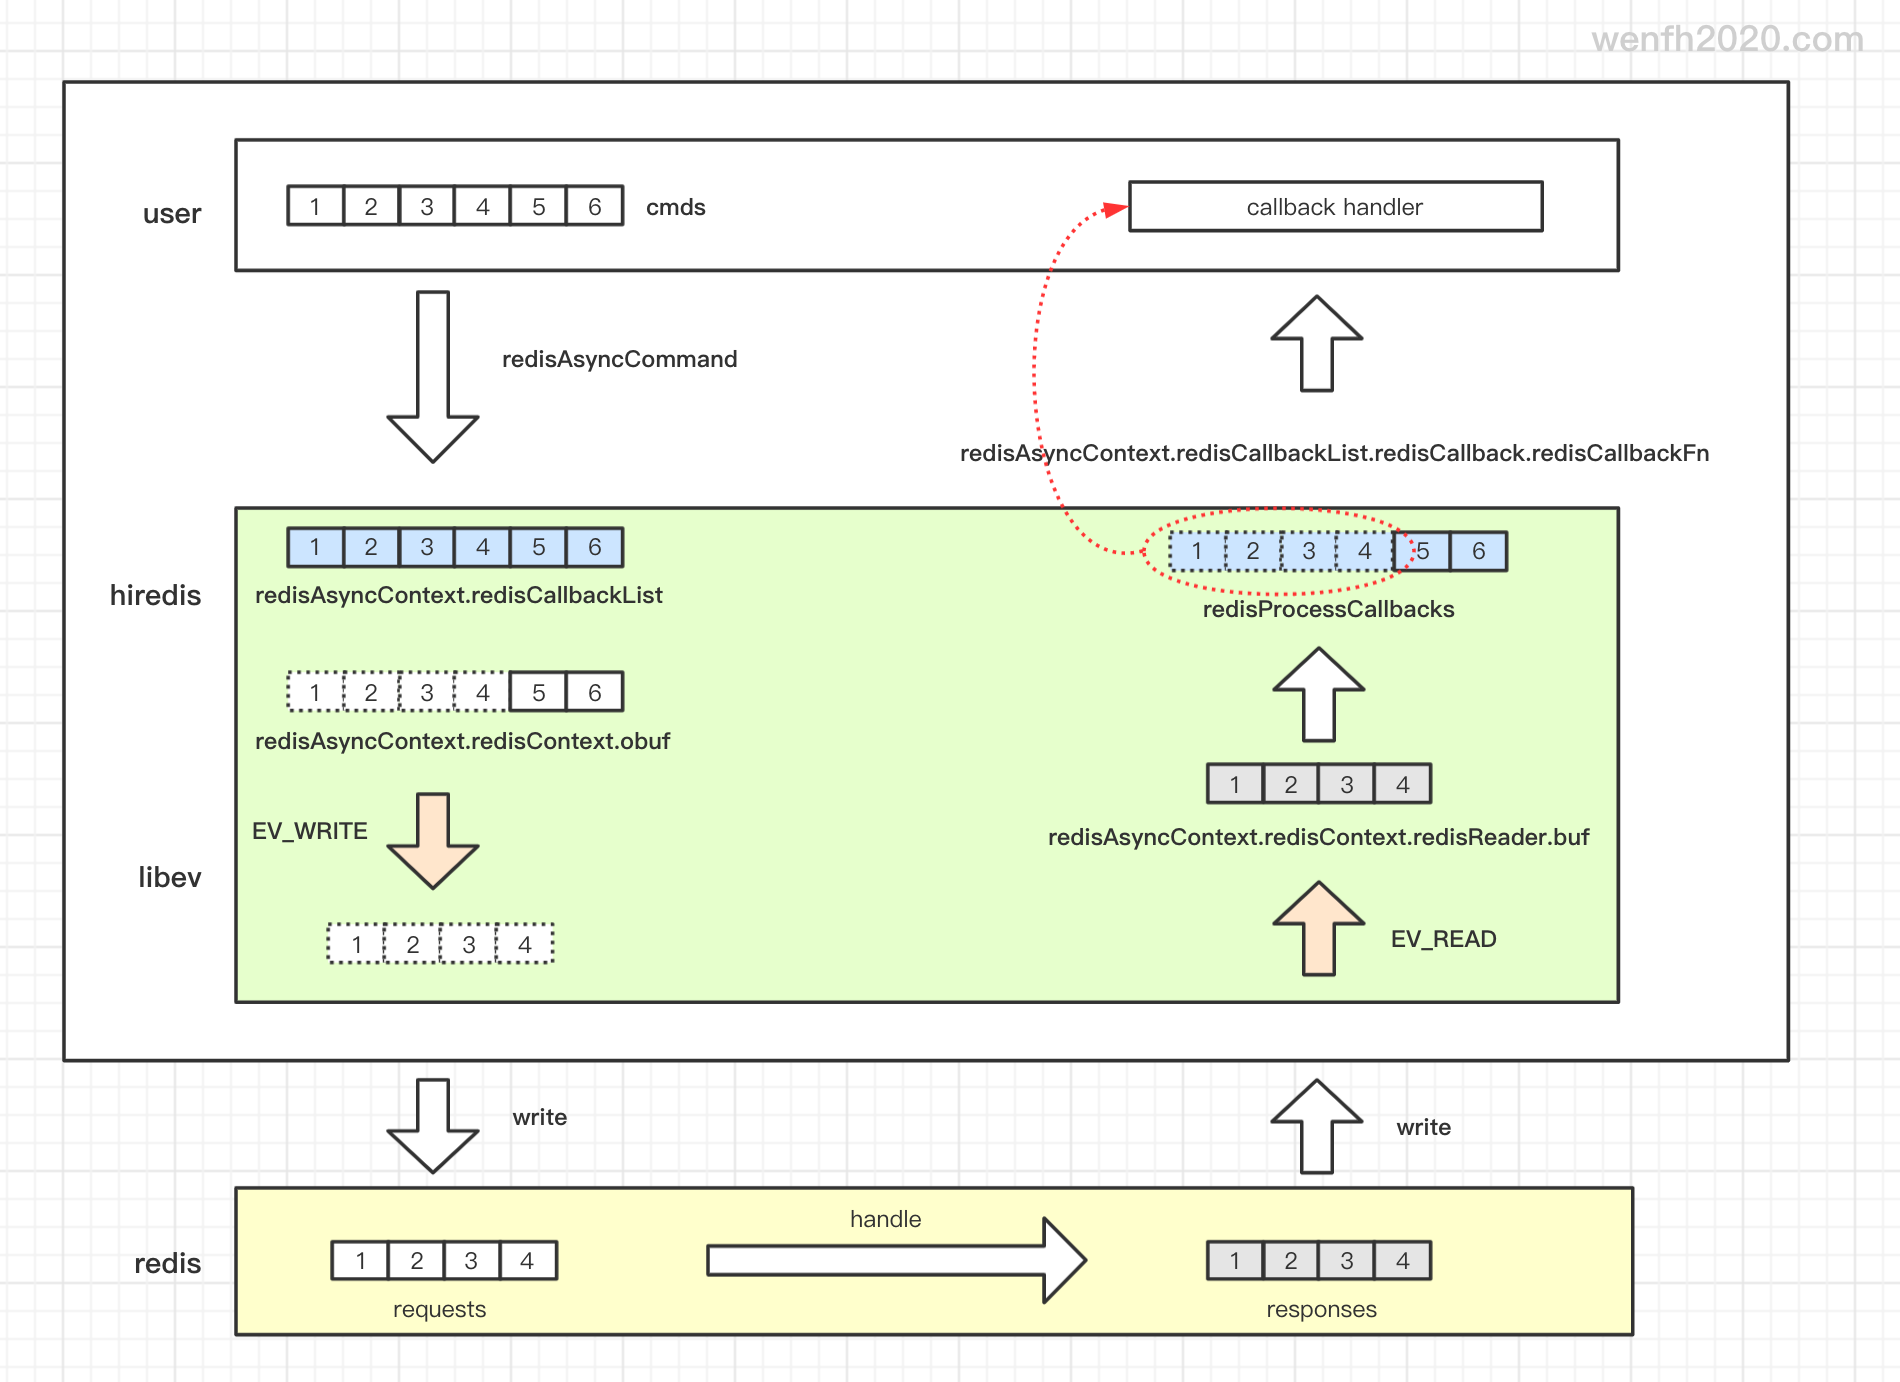 wenfh2020.com
user
1 2 3 4 5 6
cmds
callback handler
redisAsyncCommand
redisAsyncContext.redisCallbackList.redisCallback.redisCallbackFn
hiredis
1 2 3 4 5 6
redisAsyncContext.redisCallbackList
1 2 3 4 5 6
redisProcessCallbacks
1 2 3 4 5 6
redisAsyncContext.redisContext.obuf
1 2 3 4
redisAsyncContext.redisContext.redisReader.buf
EV_WRITE
libev
1 2 3 4
EV_READ
write
write
redis
1 2 3 4
requests
handle
1 2 3 4
responses